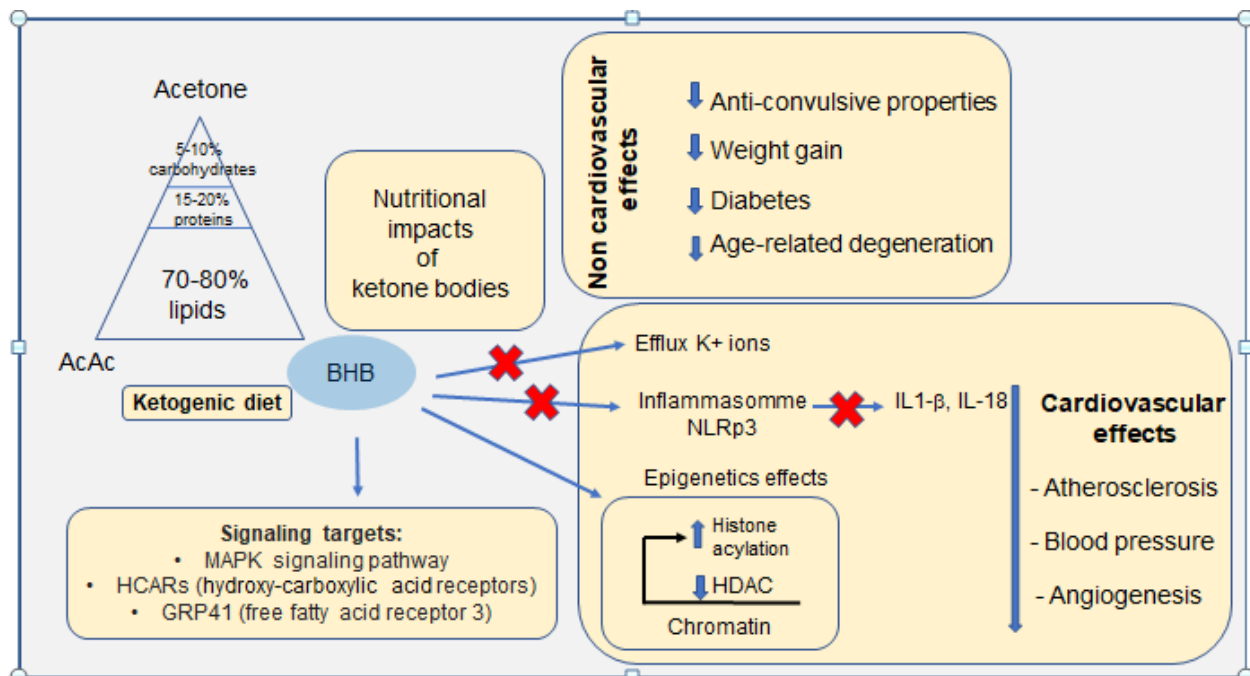 Acetone
5-10%
carbohydrates
15-20%
proteins
70-80%
lipids
AcAc
BHB
Ketogenic diet
Nutritional
impacts
of
ketone bodies
Non cardiovascular
effects
Anti-convulsive properties
Weight gain
Diabetes
Age-related degeneration
Efflux K+ ions
Inflammasomme
NLRp3
IL1-β, IL-18
Epigenetics effects
Histone
acylation
HDAC
Chromatin
Cardiovascular
effects
- Atherosclerosis
- Blood pressure
- Angiogenesis
Signaling targets:
• MAPK signaling pathway
• HCARs (hydroxy-carboxylic acid receptors)
• GRP41 (free fatty acid receptor 3)